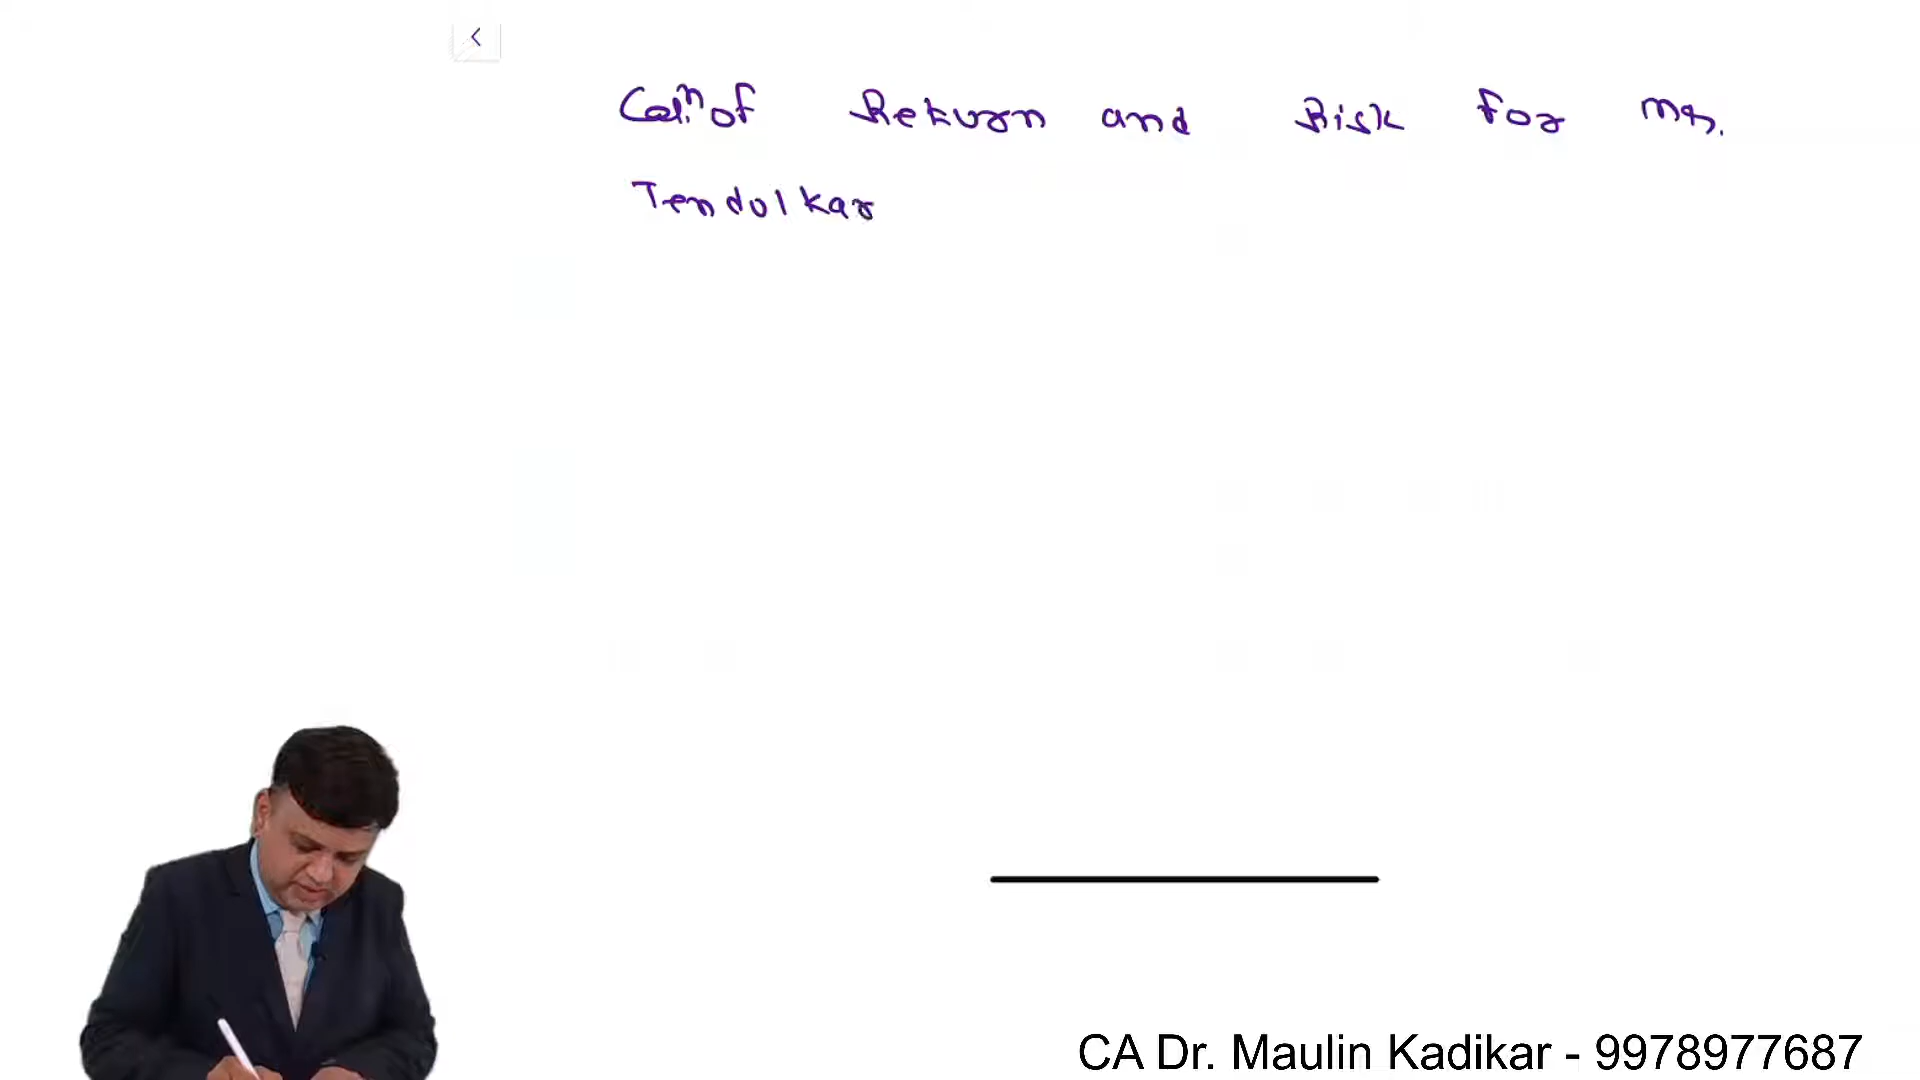 Calⁿ of Return and Risk for Mr.
Tendulkar
CA Dr. Maulin Kadikar - 9978977687